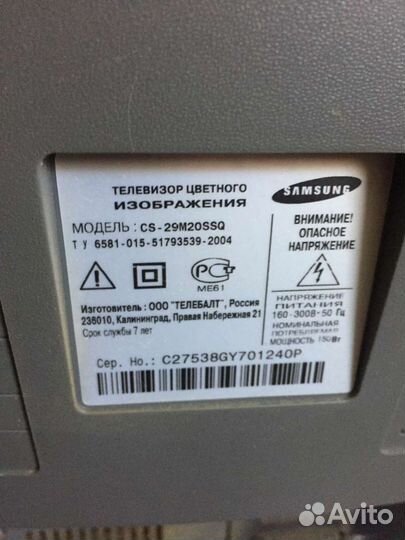 ТЕЛЕВИЗОР ЦВЕТНОГО
ИЗОБРАЖЕНИЯ
SAMSUNG
МОДЕЛЬ : CS-29M20SSQ
Т У 6581-015-51793539-2004
ВНИМАНИЕ!
ОПАСНОЕ
НАПРЯЖЕНИЕ
РСТ
МЕ61
Изготовитель : ООО "ТЕЛЕБАЛТ", Россия
236010, Калининград, Правая Набережная 21
Срок службы 7 лет
НАПРЯЖЕНИЕ
ПИТАНИЯ
160-300В~50 Гц
НОМИНАЛЬНАЯ
ПОТРЕБЛЯЕМАЯ
МОЩНОСТЬ 150Вт
Сер. Но.: C27538GY701240P
Avito